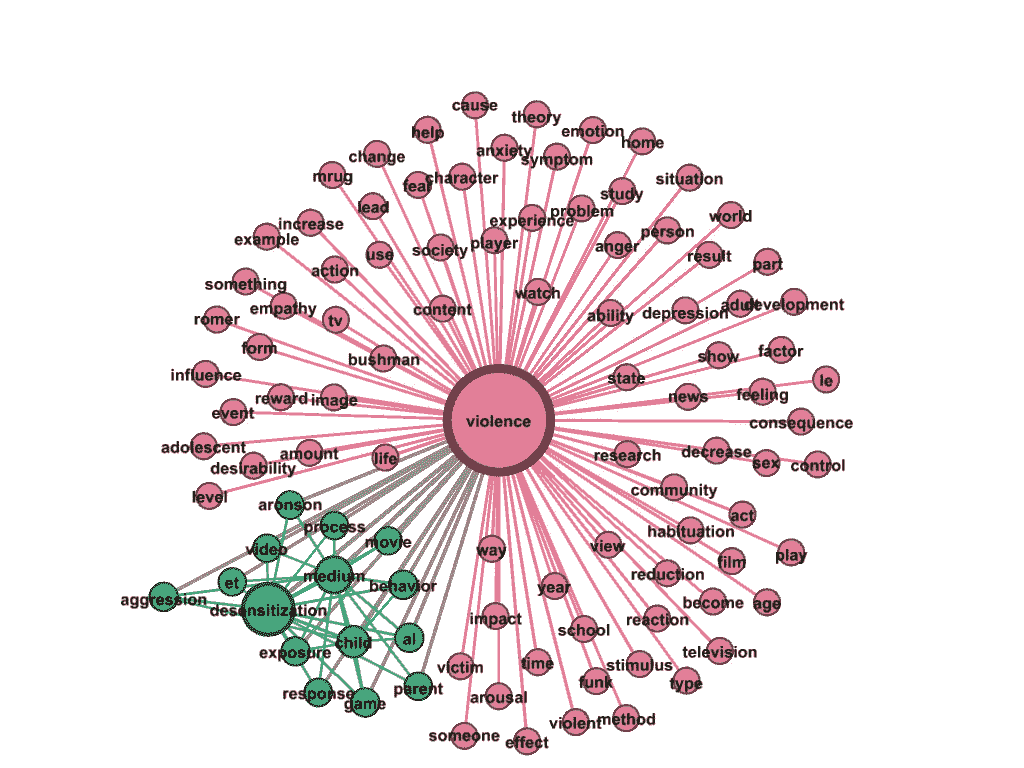 cause
theory
help
emotion
home
anxiety
symptom
change
mrug
fear
character
situation
study
lead
experience
problem
world
increase
person
example
use
society
player
anger
result
part
action
something
empathy
content
watch
ability
depression
adult
development
romer
tv
form
bushman
show
factor
influence
state
le
reward
image
news
feeling
event
violence
consequence
adolescent
desirability
amount
life
research
decrease
sex
control
level
community
aronson
process
act
habituation
video
movie
way
view
film
play
et
medium
behavior
year
reduction
aggression
desensitization
become
age
impact
reaction
school
child
al
exposure
television
victim
time
stimulus
response
game
parent
arousal
funk
type
someone
effect
violent
method